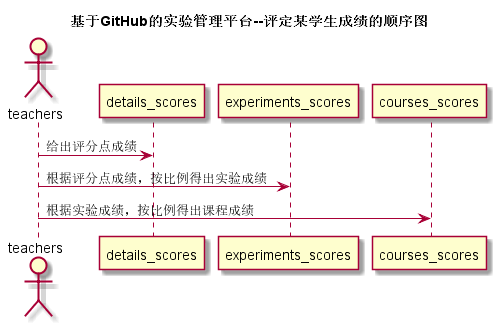 基于GitHub的实验管理平台--评定某学生成绩的顺序图
teachers
details_scores
experiments_scores
courses_scores
给出评分点成绩
根据评分点成绩，按比例得出实验成绩
根据实验成绩，按比例得出课程成绩
teachers
details_scores
experiments_scores
courses_scores